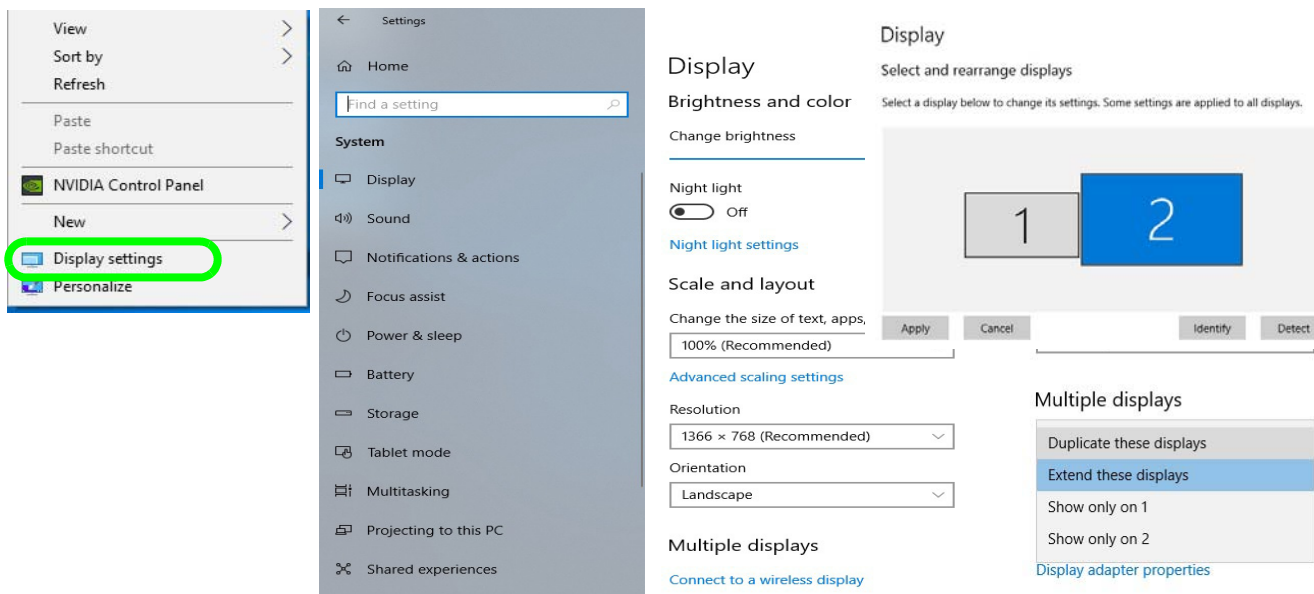 View
Sort by
Refresh
Paste
Paste shortcut
NVIDIA Control Panel
New
Display settings
Personalize
Settings
Home
Find a setting
System
Display
Sound
Notifications & actions
Focus assist
Power & sleep
Battery
Storage
Tablet mode
Multitasking
Projecting to this PC
Shared experiences
Display
Brightness and color
Change brightness
Night light
Off
Night light settings
Scale and layout
Change the size of text, apps,
100% (Recommended)
Advanced scaling settings
Resolution
1366 × 768 (Recommended)
Orientation
Landscape
Multiple displays
Connect to a wireless display
Display
Select and rearrange displays
Select a display below to change its settings. Some settings are applied to all displays.
1
2
Apply
Cancel
Identify
Detect
Multiple displays
Duplicate these displays
Extend these displays
Show only on 1
Show only on 2
Display adapter properties